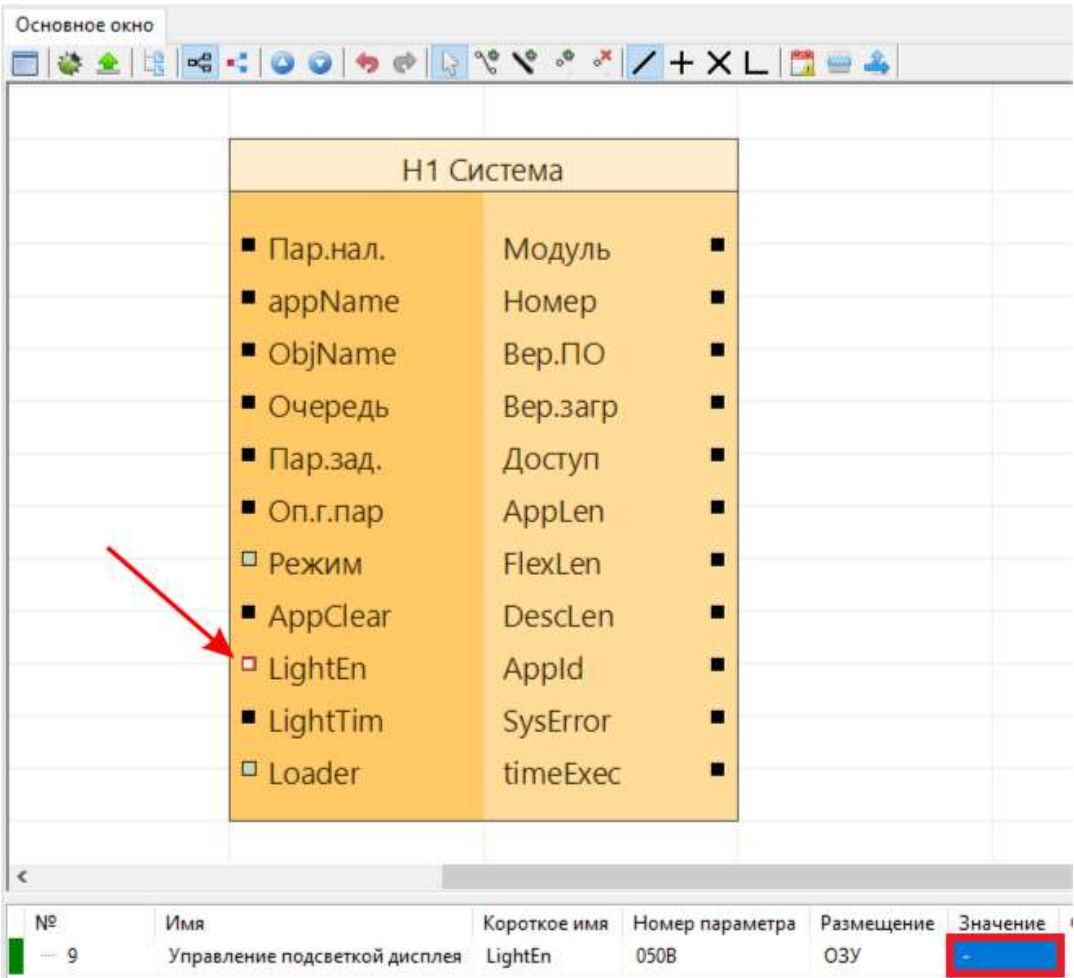 Основное окно
H1 Система
Пар.нал. Модуль
appName Номер
ObjName Вер.ПО
Очередь Вер.загр
Пар.зад. Доступ
Оп.г.пар AppLen
Режим FlexLen
AppClear DescLen
LightEn AppId
LightTim SysError
Loader timeExec
№ Имя Короткое имя Номер параметра Размещение Значение
9 Управление подсветкой дисплея LightEn 050B ОЗУ -